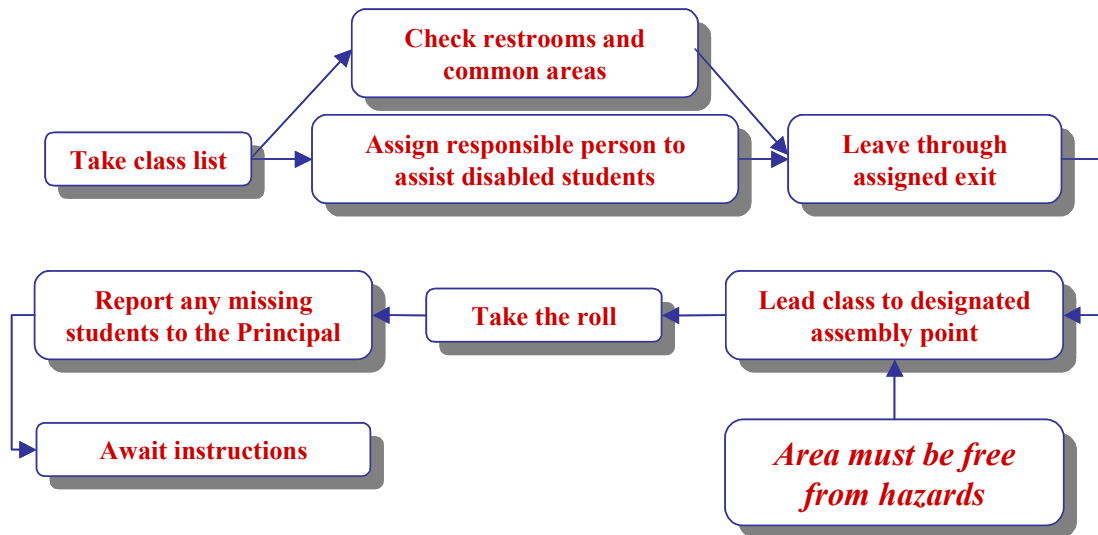 Check restrooms and
common areas
Take class list
Assign responsible person to
assist disabled students
Leave through
assigned exit
Report any missing
students to the Principal
Take the roll
Lead class to designated
assembly point
Await instructions
Area must be free
from hazards